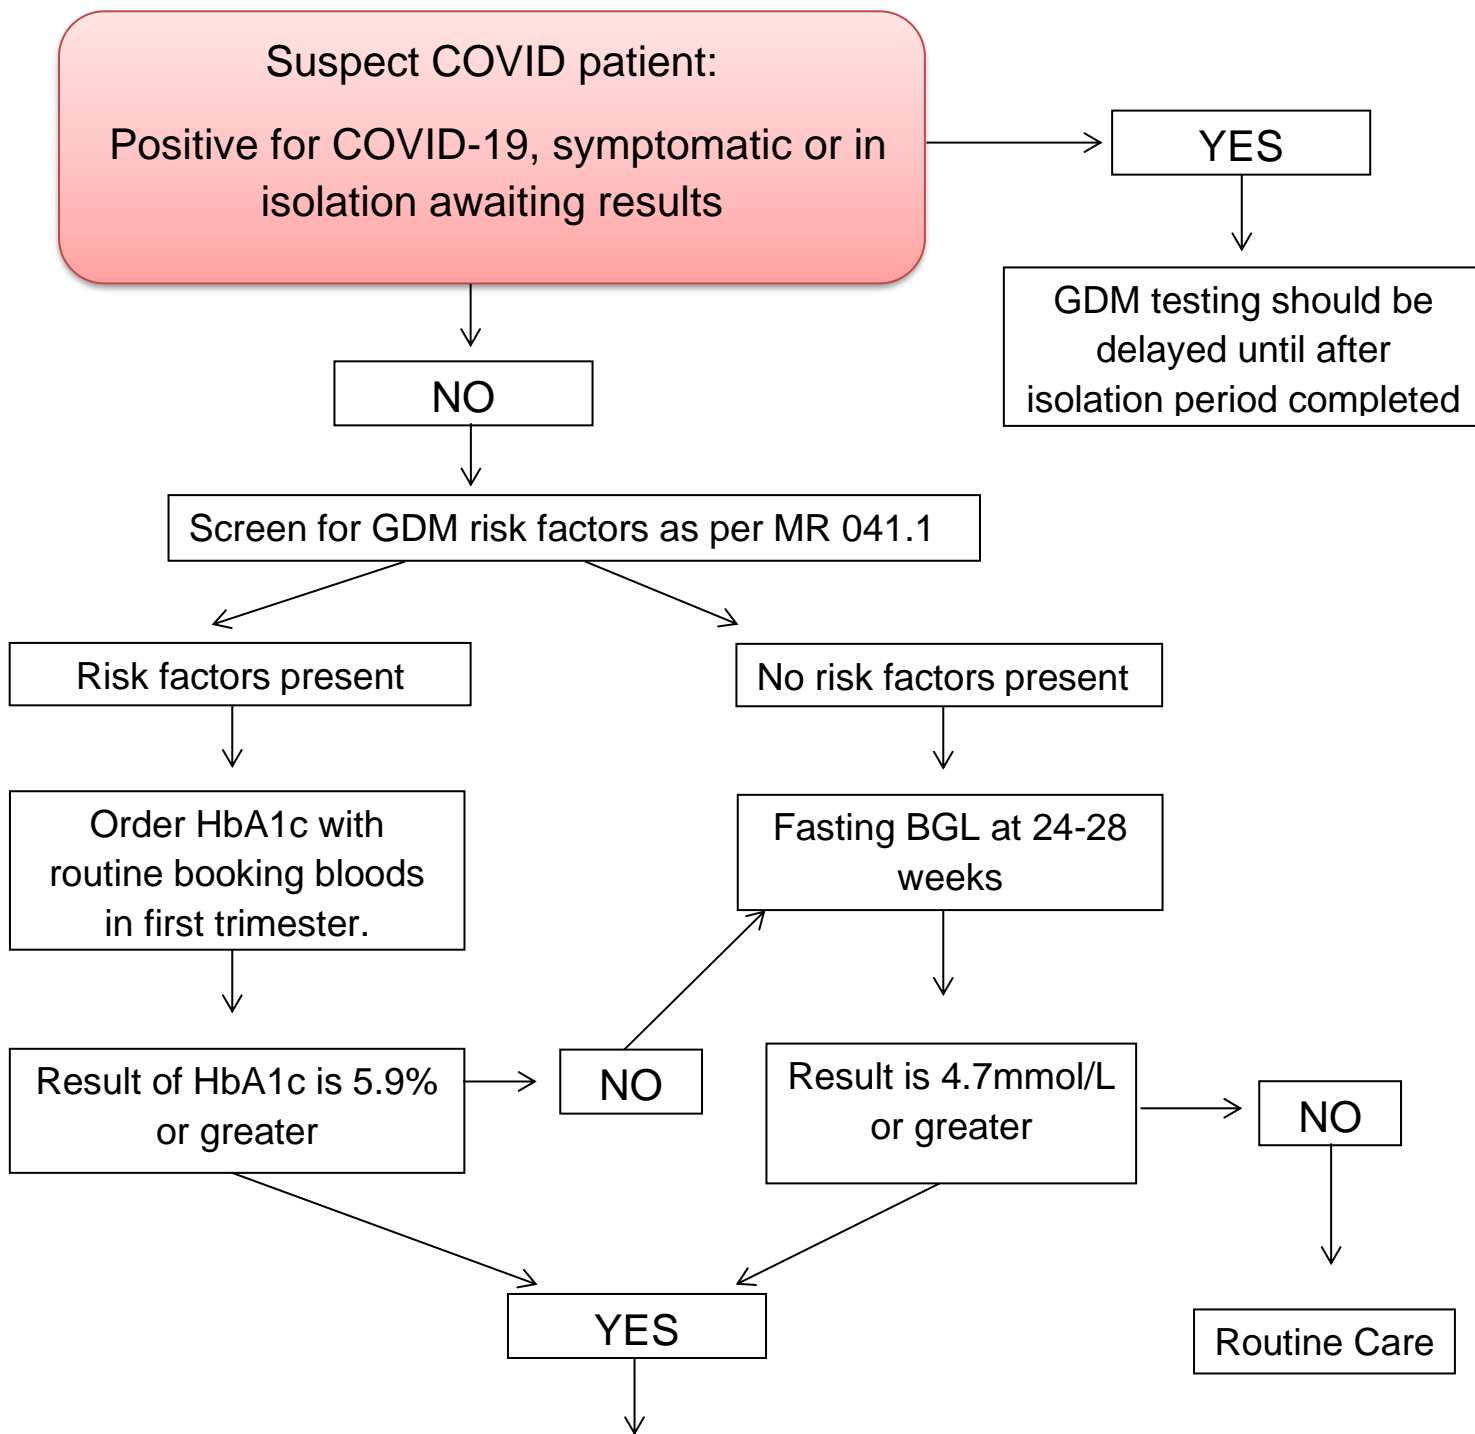 Suspect COVID patient:
Positive for COVID-19, symptomatic or in
isolation awaiting results
YES
GDM testing should be
delayed until after
isolation period completed
NO
Screen for GDM risk factors as per MR 041.1
Risk factors present
No risk factors present
Order HbA1c with
routine booking bloods
in first trimester.
Fasting BGL at 24-28
weeks
Result of HbA1c is 5.9%
or greater
NO
Result is 4.7mmol/L
or greater
NO
YES
Routine Care